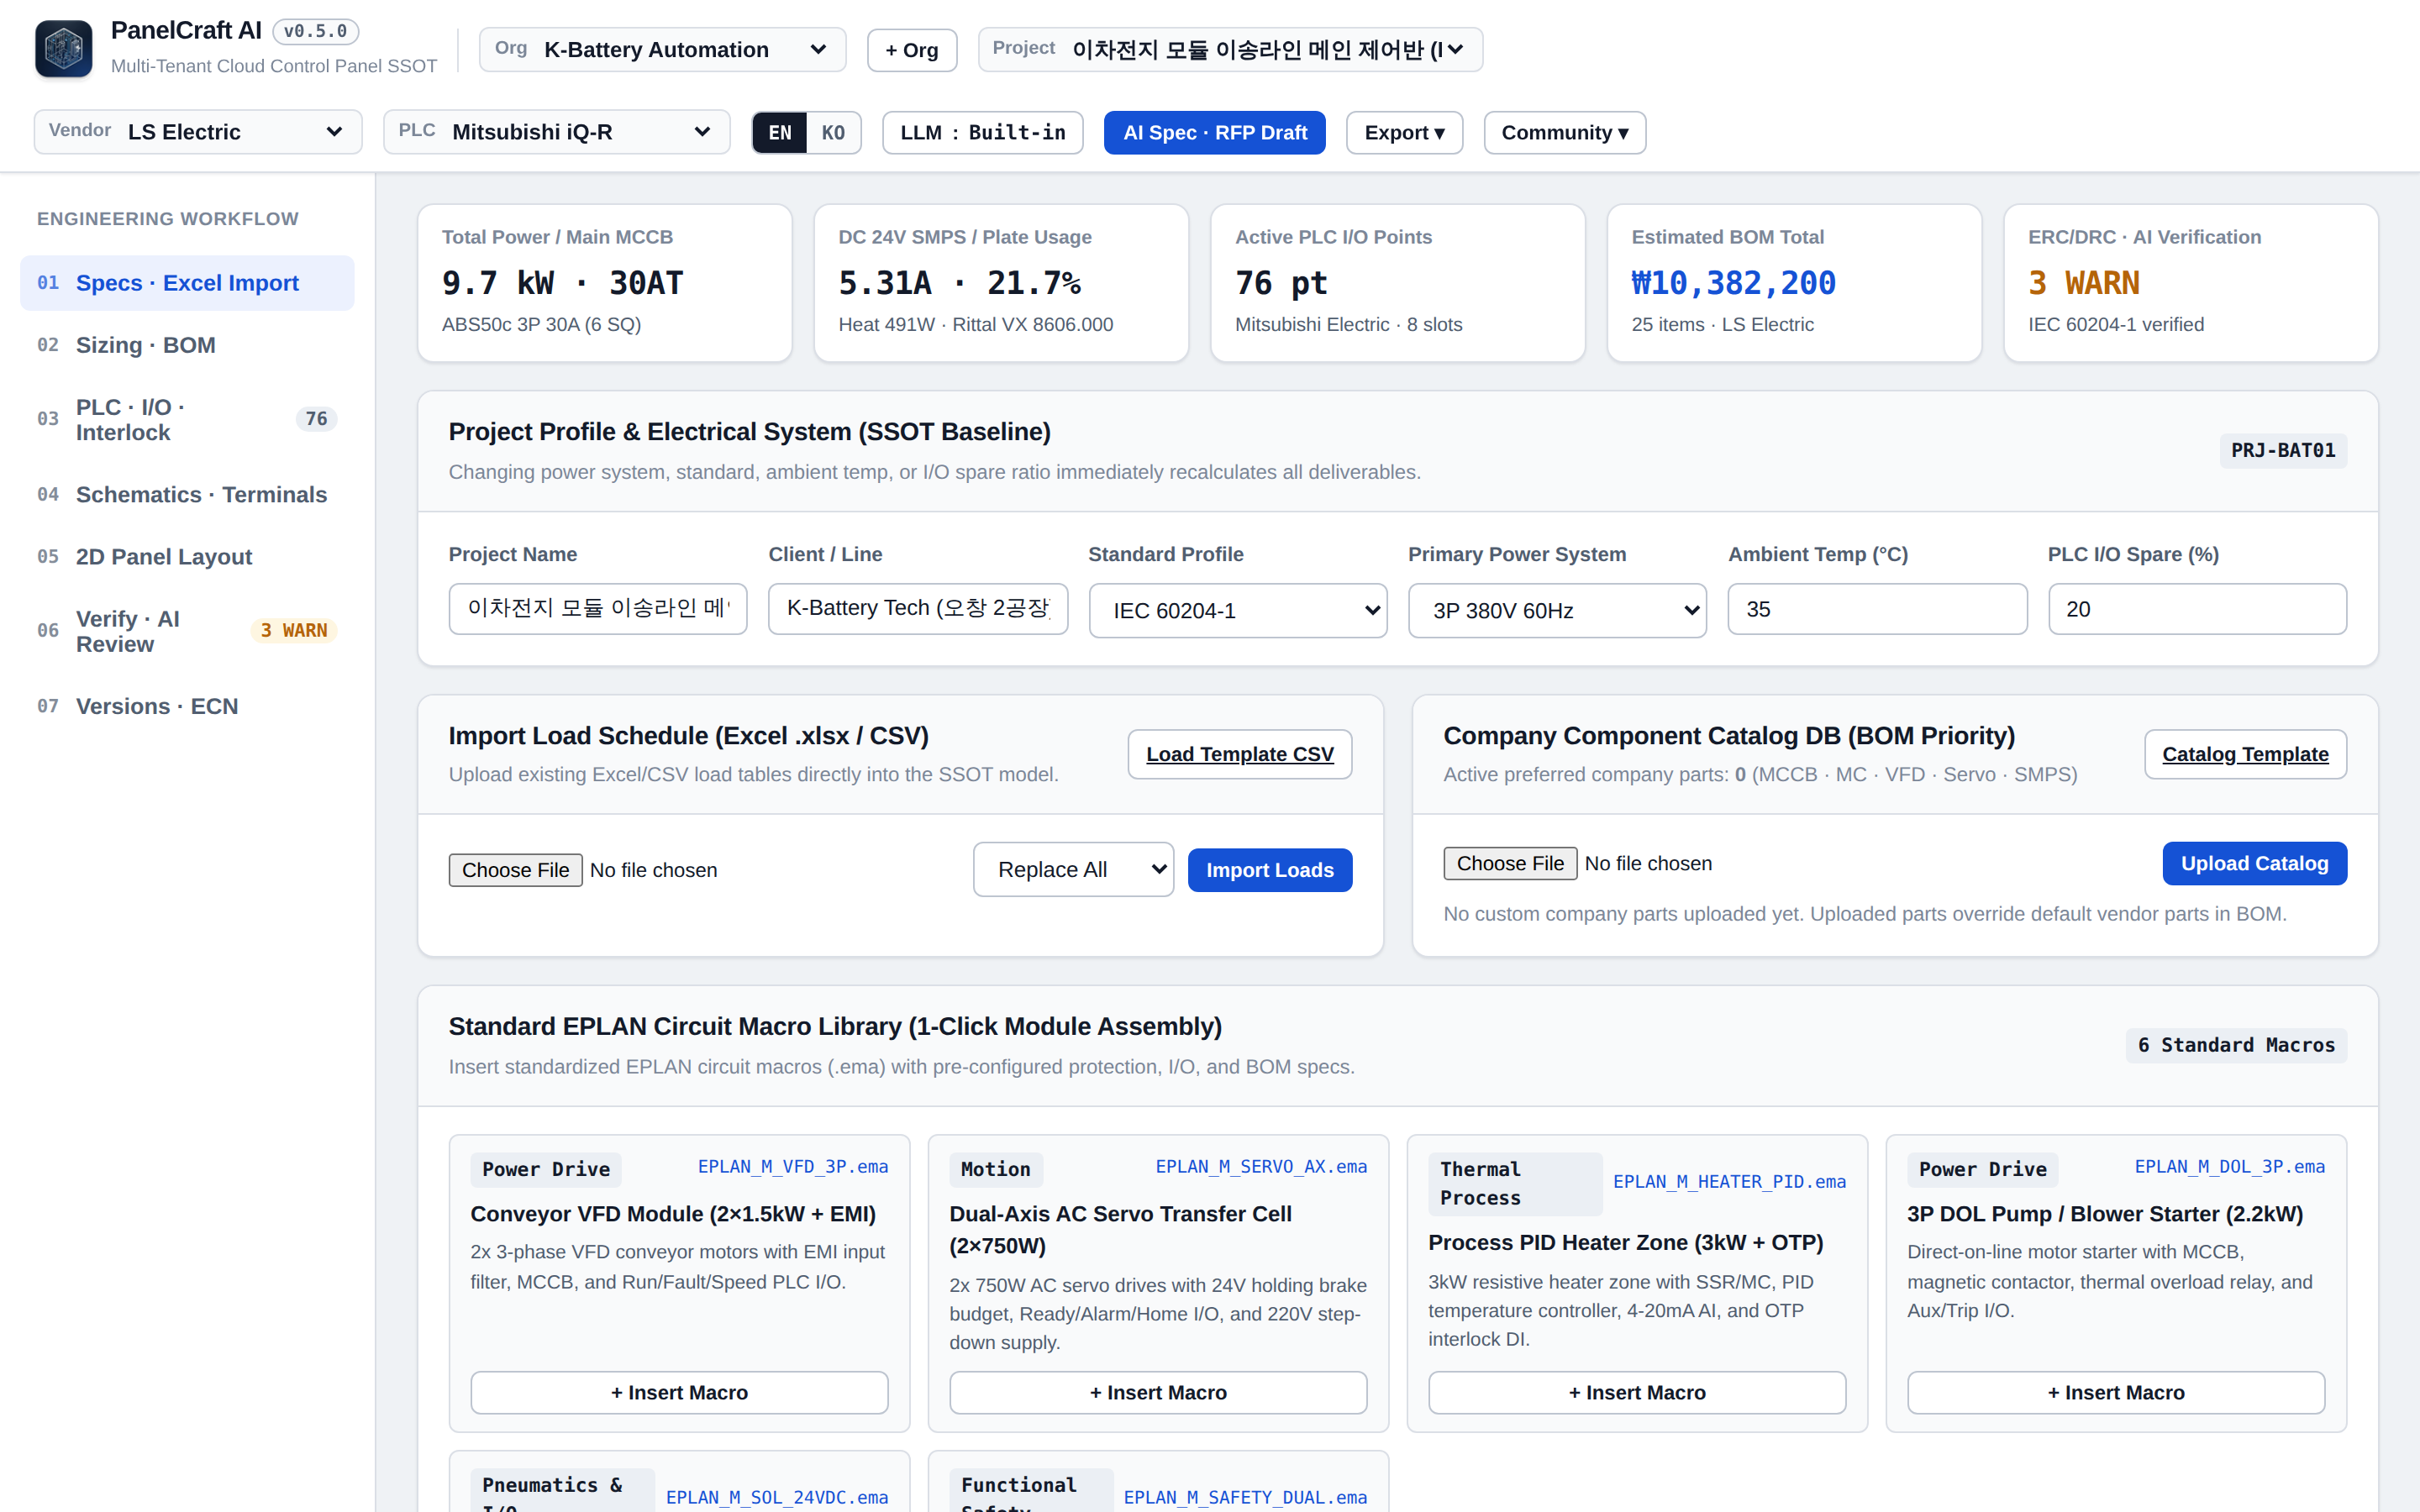 PanelCraft AI v0.5.0
Multi-Tenant Cloud Control Panel SSOT
Org K-Battery Automation
+ Org
Project 이차전지 모듈 이송라인 메인 제어반 (I
Vendor LS Electric
PLC Mitsubishi iQ-R
EN KO
LLM : Built-in
AI Spec · RFP Draft
Export ▾
Community ▾
ENGINEERING WORKFLOW
01 Specs · Excel Import
02 Sizing · BOM
03 PLC · I/O ·
Interlock
76
04 Schematics · Terminals
05 2D Panel Layout
06 Verify · AI
Review
3 WARN
07 Versions · ECN
Total Power / Main MCCB
9.7 kW · 30AT
ABS50c 3P 30A (6 SQ)
DC 24V SMPS / Plate Usage
5.31A · 21.7%
Heat 491W · Rittal VX 8606.000
Active PLC I/O Points
76 pt
Mitsubishi Electric · 8 slots
Estimated BOM Total
₩10,382,200
25 items · LS Electric
ERC/DRC · AI Verification
3 WARN
IEC 60204-1 verified
Project Profile & Electrical System (SSOT Baseline)
Changing power system, standard, ambient temp, or I/O spare ratio immediately recalculates all deliverables.
PRJ-BAT01
Project Name
이차전지 모듈 이송라인 메
Client / Line
K-Battery Tech (오창 2공장
Standard Profile
IEC 60204-1
Primary Power System
3P 380V 60Hz
Ambient Temp (°C)
35
PLC I/O Spare (%)
20
Import Load Schedule (Excel .xlsx / CSV)
Upload existing Excel/CSV load tables directly into the SSOT model.
Load Template CSV
Choose File No file chosen
Replace All
Import Loads
Company Component Catalog DB (BOM Priority)
Active preferred company parts: 0 (MCCB · MC · VFD · Servo · SMPS)
Catalog Template
Choose File No file chosen
Upload Catalog
No custom company parts uploaded yet. Uploaded parts override default vendor parts in BOM.
Standard EPLAN Circuit Macro Library (1-Click Module Assembly)
Insert standardized EPLAN circuit macros (.ema) with pre-configured protection, I/O, and BOM specs.
6 Standard Macros
Power Drive
EPLAN_M_VFD_3P.ema
Conveyor VFD Module (2×1.5kW + EMI)
2x 3-phase VFD conveyor motors with EMI input
filter, MCCB, and Run/Fault/Speed PLC I/O.
+ Insert Macro
Motion
EPLAN_M_SERVO_AX.ema
Dual-Axis AC Servo Transfer Cell
(2×750W)
2x 750W AC servo drives with 24V holding brake
budget, Ready/Alarm/Home I/O, and 220V step-
down supply.
+ Insert Macro
Thermal
Process
EPLAN_M_HEATER_PID.ema
Process PID Heater Zone (3kW + OTP)
3kW resistive heater zone with SSR/MC, PID
temperature controller, 4-20mA AI, and OTP
interlock DI.
+ Insert Macro
Power Drive
EPLAN_M_DOL_3P.ema
3P DOL Pump / Blower Starter (2.2kW)
Direct-on-line motor starter with MCCB,
magnetic contactor, thermal overload relay, and
Aux/Trip I/O.
+ Insert Macro
Pneumatics &
I/O
EPLAN_M_SOL_24VDC.ema
Functional
Safety
EPLAN_M_SAFETY_DUAL.ema